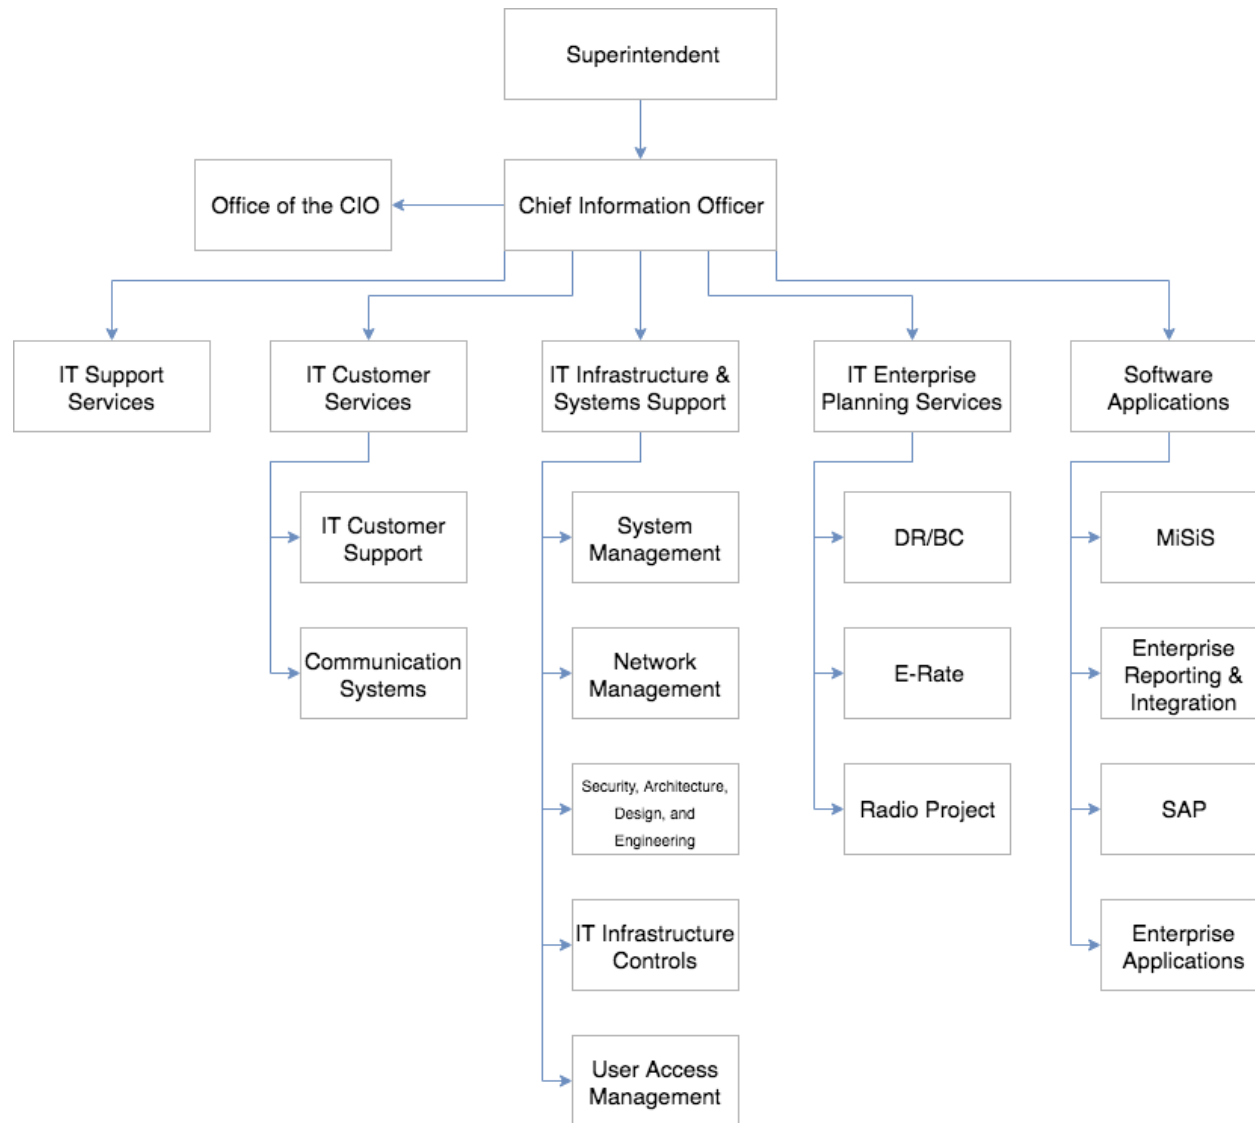 Superintendent
Office of the CIO
Chief Information Officer
IT Support
Services
IT Customer
Services
IT Infrastructure &
Systems Support
IT Enterprise
Planning Services
Software
Applications
IT Customer
Support
Communication
Systems
System
Management
Network
Management
Security, Architecture,
Design, and
Engineering
IT Infrastructure
Controls
User Access
Management
DR/BC
E-Rate
Radio Project
MiSiS
Enterprise
Reporting &
Integration
SAP
Enterprise
Applications